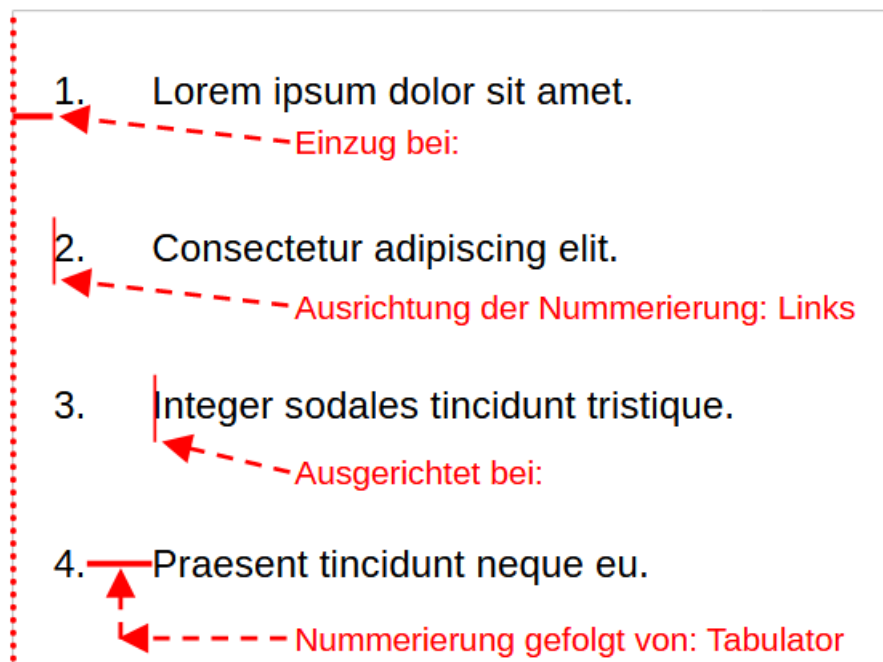 1. Lorem ipsum dolor sit amet.
Einzug bei:
2. Consectetur adipiscing elit.
Ausrichtung der Nummerierung: Links
3. Integer sodales tincidunt tristique.
Ausgerichtet bei:
4. Praesent tincidunt neque eu.
Nummerierung gefolgt von: Tabulator